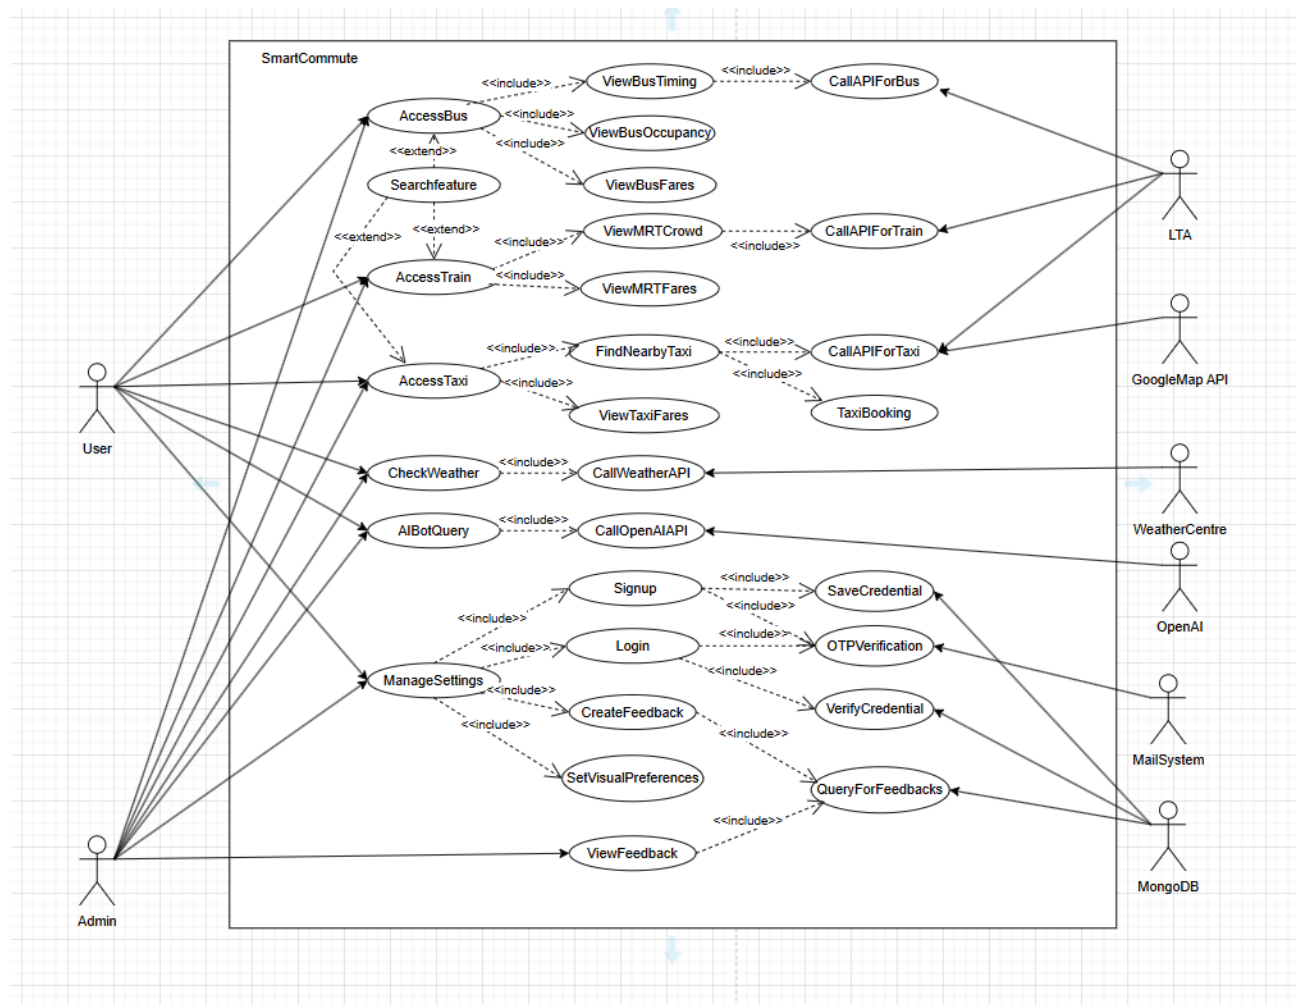 SmartCommute
<<include>>
ViewBusTiming
<<include>>
CallAPIForBus
AccessBus
<<include>>
ViewBusOccupancy
<<include>>
<<extend>>
Searchfeature
ViewBusFares
<<extend>>
<<extend>>
<<include>>
ViewMRTCrowd
<<include>>
CallAPIForTrain
LTA
AccessTrain
<<include>>
ViewMRTFares
<<include>>
FindNearbyTaxi
<<include>>
CallAPIForTaxi
GoogleMap API
AccessTaxi
<<include>>
<<include>>
ViewTaxiFares
TaxiBooking
User
CheckWeather
<<include>>
CallWeatherAPI
WeatherCentre
AIBotQuery
<<include>>
CallOpenAIAPI
Signup
<<include>>
SaveCredential
<<include>>
OpenAI
<<include>>
Login
<<include>>
OTPVerification
<<include>>
ManageSettings
<<include>>
<<include>>
VerifyCredential
CreateFeedback
<<include>>
<<include>>
MailSystem
SetVisualPreferences
QueryForFeedbacks
<<include>>
ViewFeedback
MongoDB
Admin